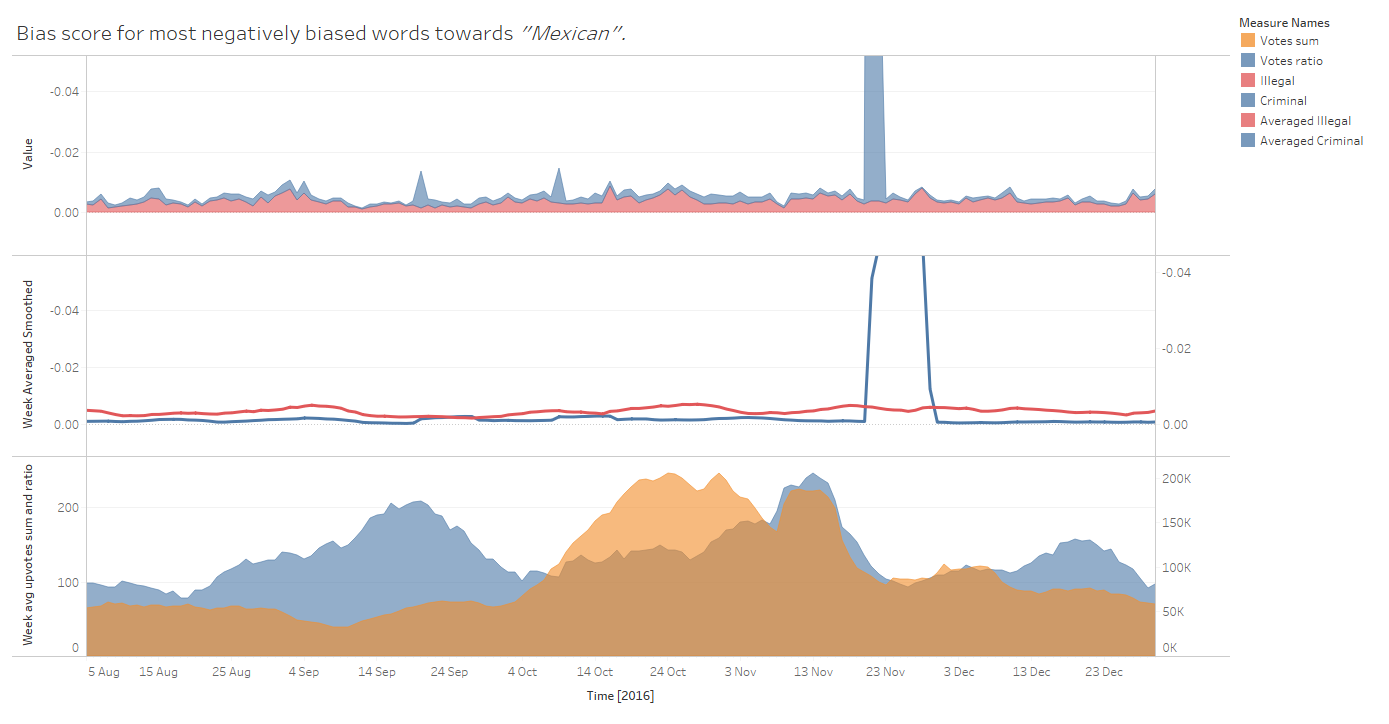 Bias score for most negatively biased words towards "Mexican".
Measure Names
Votes sum
Votes ratio
Illegal
Criminal
Averaged Illegal
Averaged Criminal
Value
-0.04
-0.02
0.00
Week Averaged Smoothed
-0.04
-0.02
0.00
-0.04
-0.02
0.00
Week avg upvotes sum and ratio
200
100
0
200K
150K
100K
50K
0K
5 Aug 15 Aug 25 Aug 4 Sep 14 Sep 24 Sep 4 Oct 14 Oct 24 Oct 3 Nov 13 Nov 23 Nov 3 Dec 13 Dec 23 Dec
Time [2016]